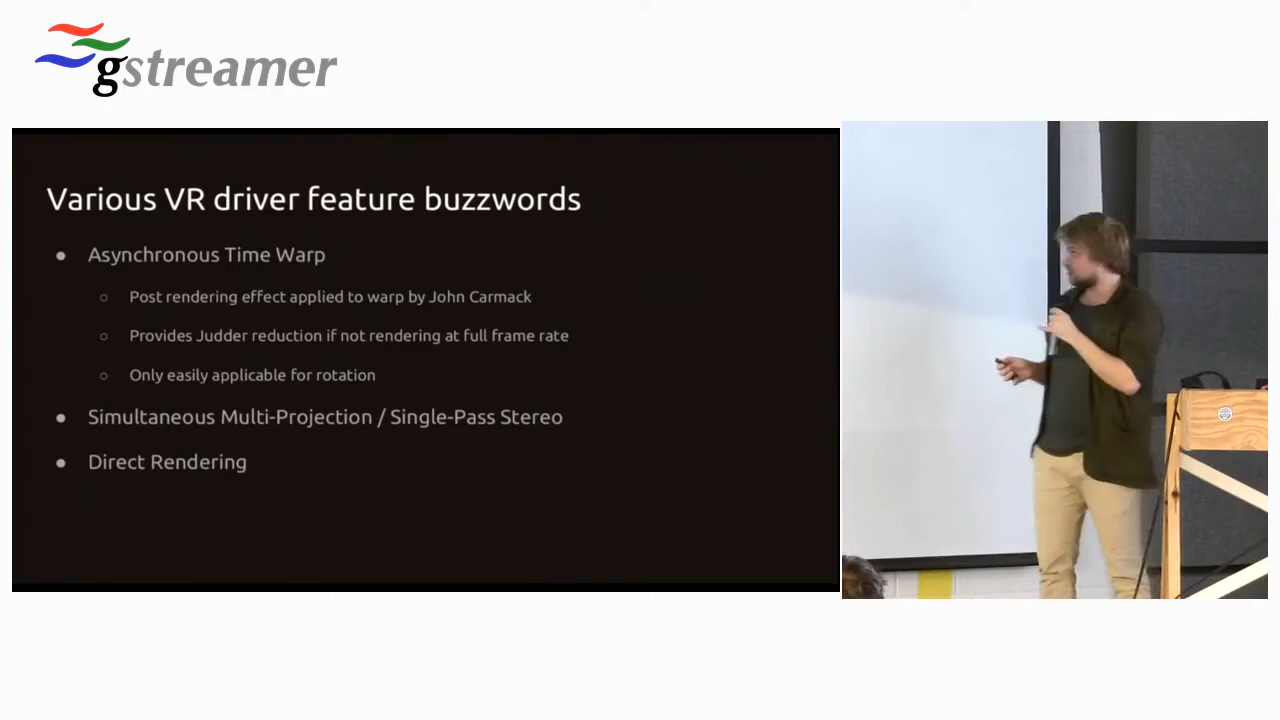 gstreamer
Various VR driver feature buzzwords
Asynchronous Time Warp
Post rendering effect applied to warp by John Carmack
Provides Judder reduction if not rendering at full frame rate
Only easily applicable for rotation
Simultaneous Multi-Projection / Single-Pass Stereo
Direct Rendering